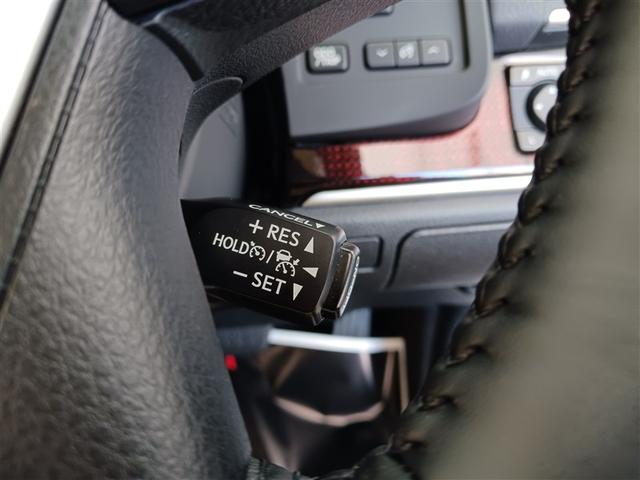 CANCEL
+ RES
HOLD /
- SET